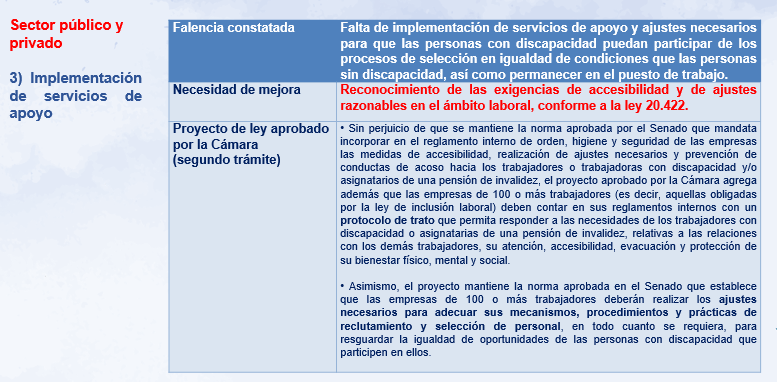 Sector público y
privado
3) Implementación
de servicios de
apoyo
Falencia constatada
Falta de implementación de servicios de apoyo y ajustes necesarios
para que las personas con discapacidad puedan participar de los
procesos de selección en igualdad de condiciones que las personas
sin discapacidad, así como permanecer en el puesto de trabajo.
Necesidad de mejora
Reconocimiento de las exigencias de accesibilidad y de ajustes
razonables en el ámbito laboral, conforme a la ley 20.422.
Proyecto de ley aprobado
por la Cámara
(segundo trámite)
• Sin perjuicio de que se mantiene la norma aprobada por el Senado que mandata
incorporar en el reglamento interno de orden, higiene y seguridad de las empresas
las medidas de accesibilidad, realización de ajustes necesarios y prevención de
conductas de acoso hacia los trabajadores o trabajadoras con discapacidad y/o
asignatarios de una pensión de invalidez, el proyecto aprobado por la Cámara agrega
además que las empresas de 100 o más trabajadores (es decir, aquellas obligadas
por la ley de inclusión laboral) deben contar en sus reglamentos internos con un
protocolo de trato que permita responder a las necesidades de los trabajadores con
discapacidad o asignatarias de una pensión de invalidez, relativas a las relaciones
con los demás trabajadores, su atención, accesibilidad, evacuación y protección de
su bienestar físico, mental y social.
• Asimismo, el proyecto mantiene la norma aprobada en el Senado que establece
que las empresas de 100 o más trabajadores deberán realizar los ajustes
necesarios para adecuar sus mecanismos, procedimientos y prácticas de
reclutamiento y selección de personal, en todo cuanto se requiera, para
resguardar la igualdad de oportunidades de las personas con discapacidad que
participen en ellos.